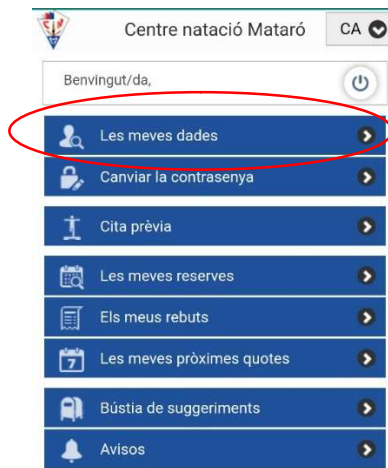 Centre natació Mataró
CA
Benvingut/da,
Les meves dades
Canviar la contrasenya
Cita prèvia
Les meves reserves
Els meus rebuts
7
Les meves pròximes quotes
Bústia de suggeriments
Avisos